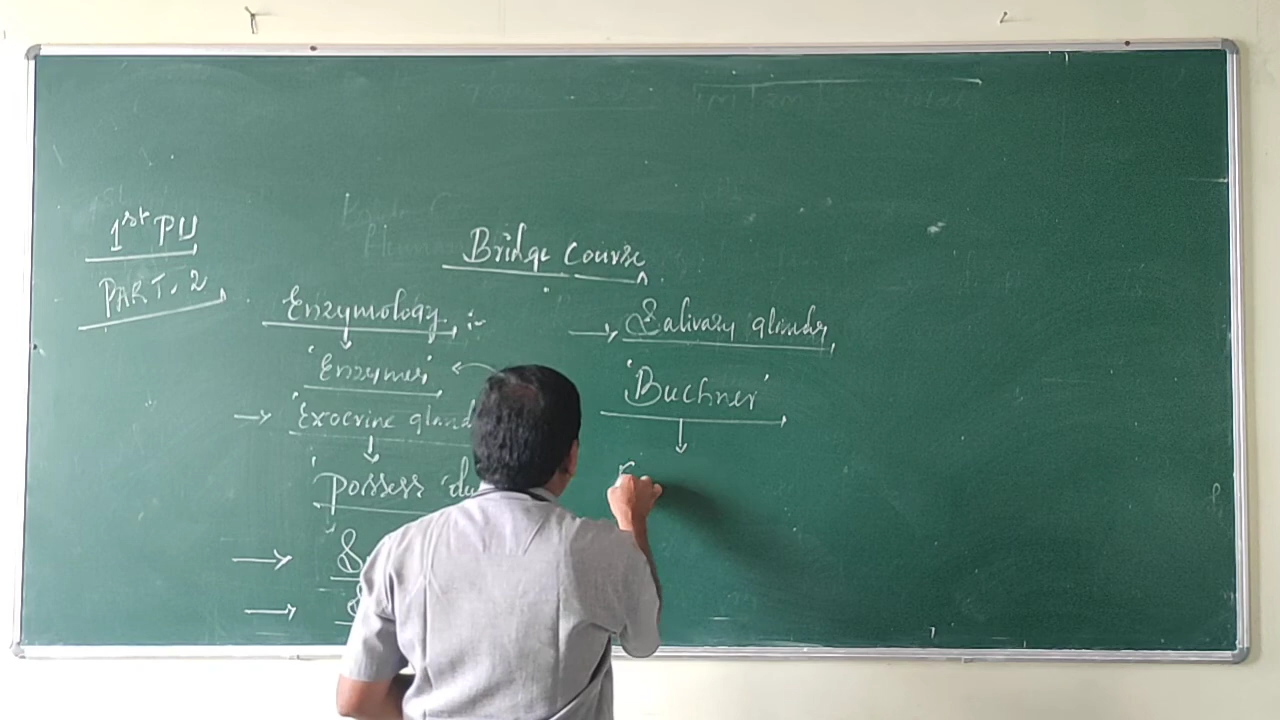 1st PU
PART. 2
Bridge course
Enzymology :-
'Enzymes'
→ 'Exocrine gland
'Possess
→ Salivary glands
'Buchner'